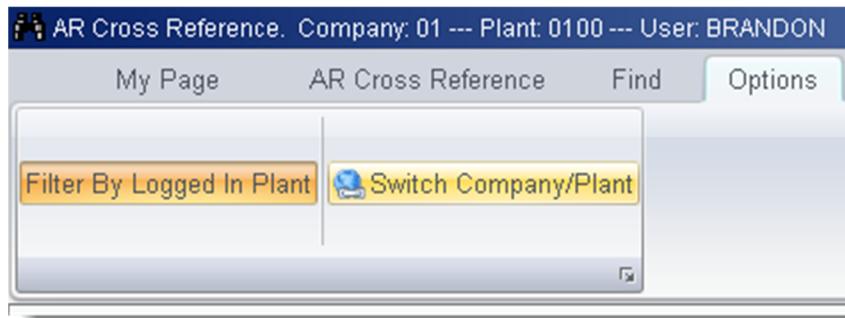 AR Cross Reference. Company: 01 --- Plant: 0100 --- User: BRANDON
My Page AR Cross Reference Find Options
Filter By Logged In Plant Switch Company/Plant